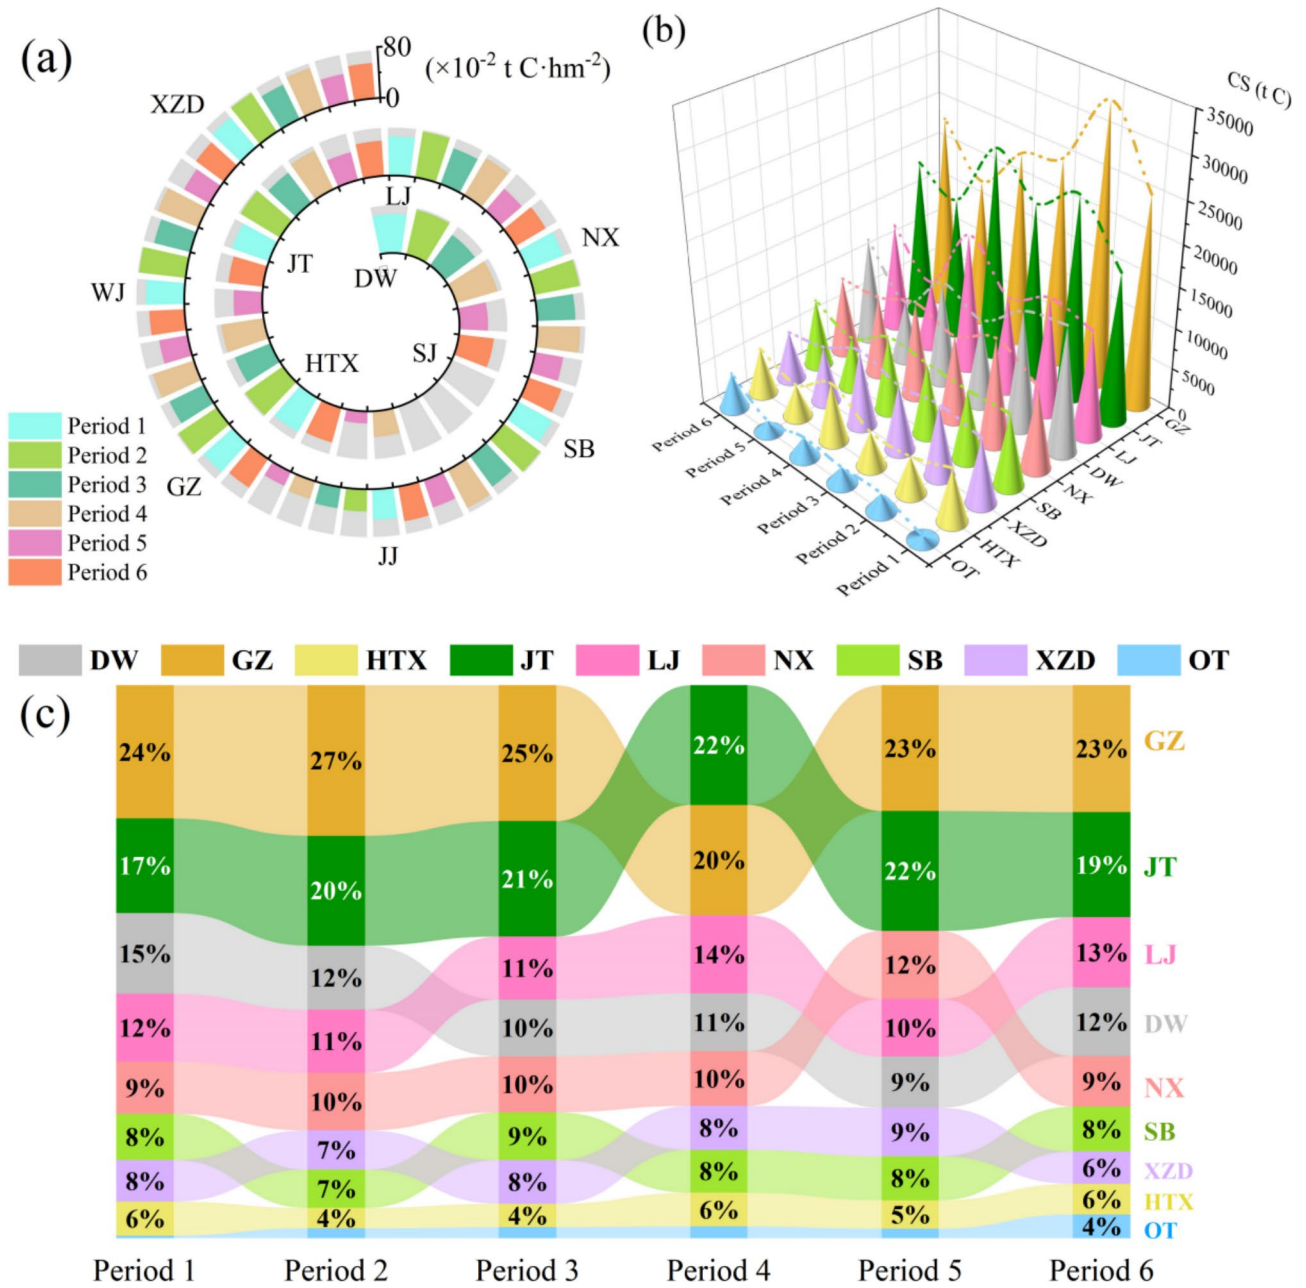 (a)
80
0
(×10⁻² t C·hm⁻²)
XZD
LJ
NX
JT
DW
WJ
SJ
HTX
SB
GZ
JJ
Period 1
Period 2
Period 3
Period 4
Period 5
Period 6
(b)
CS (t C)
35000
30000
25000
20000
15000
10000
5000
0
GZ
JT
LJ
DW
NX
SB
XZD
HTX
OT
Period 6
Period 5
Period 4
Period 3
Period 2
Period 1
DW GZ HTX JT LJ NX SB XZD OT
(c)
24% 27% 25% 22% 23% 23% GZ
17% 20% 21% 20% 22% 19% JT
15% 12% 11% 14% 12% 13% LJ
12% 11% 10% 11% 10% 12% DW
9% 10% 10% 10% 9% 9% NX
8% 7% 9% 8% 9% 8% SB
8% 7% 8% 8% 8% 6% XZD
6% 4% 4% 6% 5% 6% HTX
4% OT
Period 1 Period 2 Period 3 Period 4 Period 5 Period 6